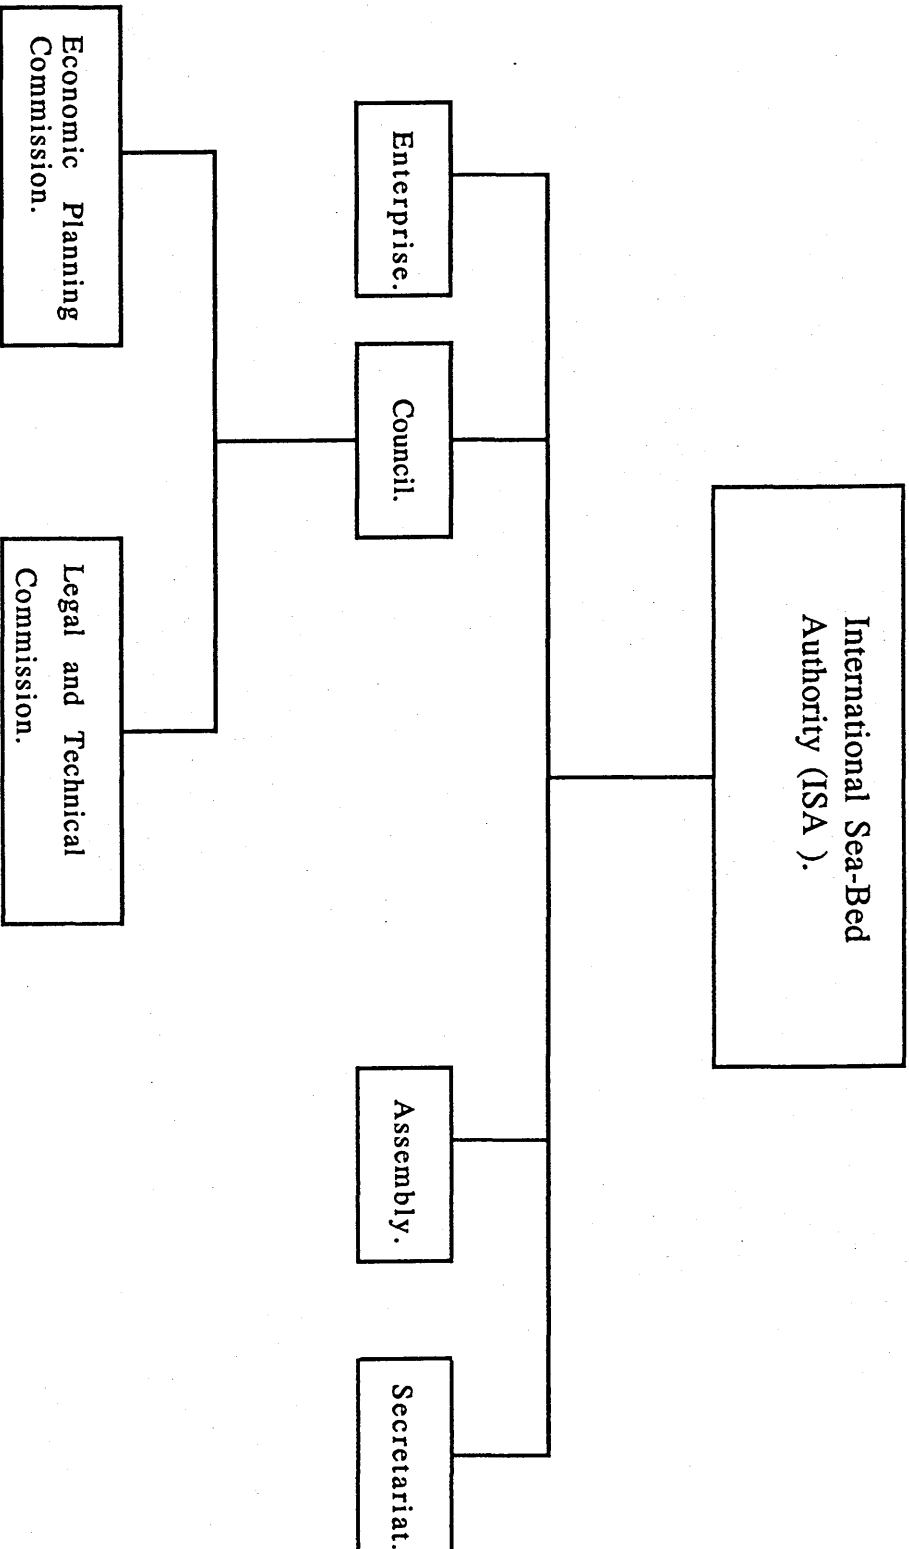 International Sea-Bed
Authority (ISA ).
Enterprise.
Council.
Assembly.
Secretariat.
Economic Planning
Commission.
Legal and Technical
Commission.